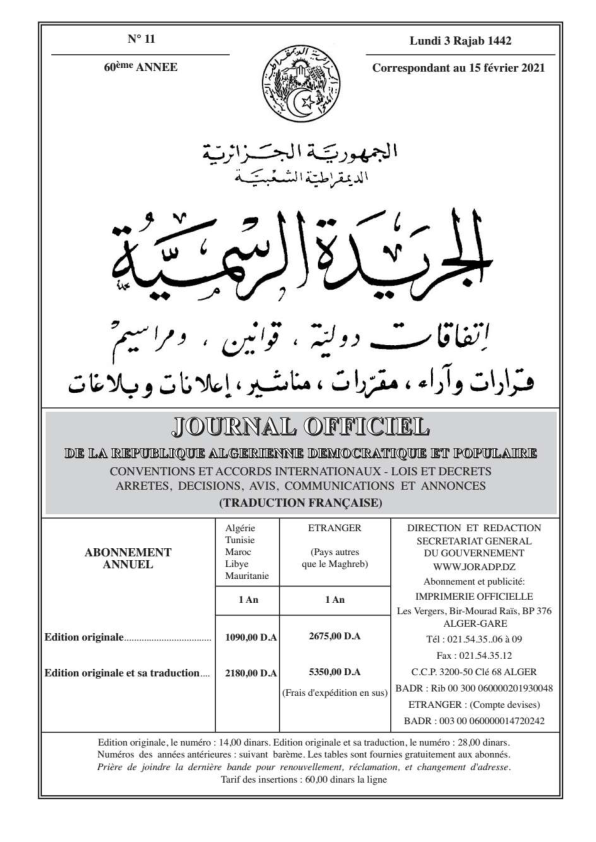 N° 11
Lundi 3 Rajab 1442
60ème ANNEE
Correspondant au 15 février 2021
الجمهورية الجزائرية
الديمقراطية الشعبية
الجريدة الرسمية
إتفاقات دولية ، قوانين ، ومراسيم
قرارات وآراء ، مقررات ، مناشير ، إعلانات وبلاغات
JOURNAL OFFICIEL
DE LA REPUBLIQUE ALGERIENNE DEMOCRATIQUE ET POPULAIRE
CONVENTIONS ET ACCORDS INTERNATIONAUX - LOIS ET DECRETS
ARRETES, DECISIONS, AVIS, COMMUNICATIONS ET ANNONCES
(TRADUCTION FRANÇAISE)
ABONNEMENT
ANNUEL
Algérie
Tunisie
Maroc
Libye
Mauritanie
ETRANGER
(Pays autres
que le Maghreb)
1 An
1 An
Edition originale................................... 1090,00 D.A 2675,00 D.A
Edition originale et sa traduction.... 2180,00 D.A 5350,00 D.A
(Frais d'expédition en sus)
DIRECTION ET REDACTION
SECRETARIAT GENERAL
DU GOUVERNEMENT
WWW.JORADP.DZ
Abonnement et publicité:
IMPRIMERIE OFFICIELLE
Les Vergers, Bir-Mourad Raïs, BP 376
ALGER-GARE
Tél : 021.54.35..06 à 09
Fax : 021.54.35.12
C.C.P. 3200-50 Clé 68 ALGER
BADR : Rib 00 300 060000201930048
ETRANGER : (Compte devises)
BADR : 003 00 060000014720242
Edition originale, le numéro : 14,00 dinars. Edition originale et sa traduction, le numéro : 28,00 dinars.
Numéros des années antérieures : suivant barème. Les tables sont fournies gratuitement aux abonnés.
Prière de joindre la dernière bande pour renouvellement, réclamation, et changement d'adresse.
Tarif des insertions : 60,00 dinars la ligne